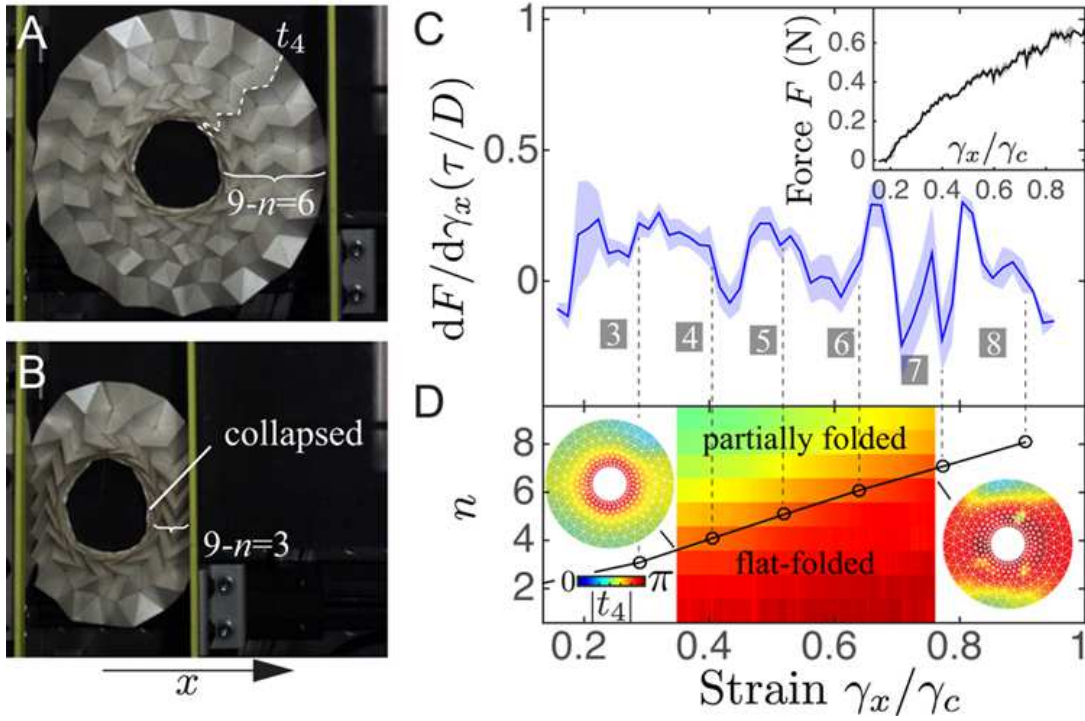 A
t₄
9-n=6
B
collapsed
9-n=3
x
C
1
0.5
0
dF/dγₓ(τ/D)
3
4
5
6
7
8
Force F (N)
0.6
0.4
0.2
0
0.2
0.4
0.6
0.8
γₓ/γ_c
D
8
6
4
2
n
partially folded
flat-folded
0
π
|t₄|
0.2
0.4
0.6
0.8
1
Strain γₓ/γ_c